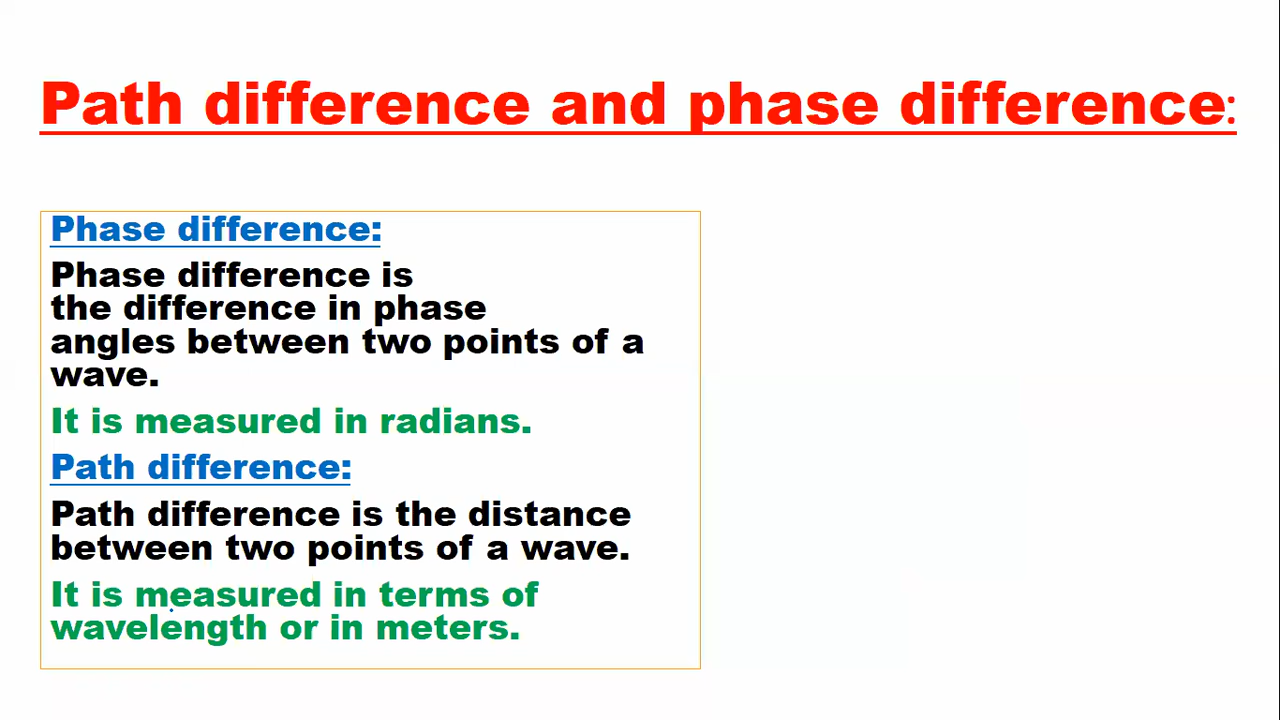 Path difference and phase difference:
Phase difference:
Phase difference is
the difference in phase
angles between two points of a
wave.
It is measured in radians.
Path difference:
Path difference is the distance
between two points of a wave.
It is measured in terms of
wavelength or in meters.